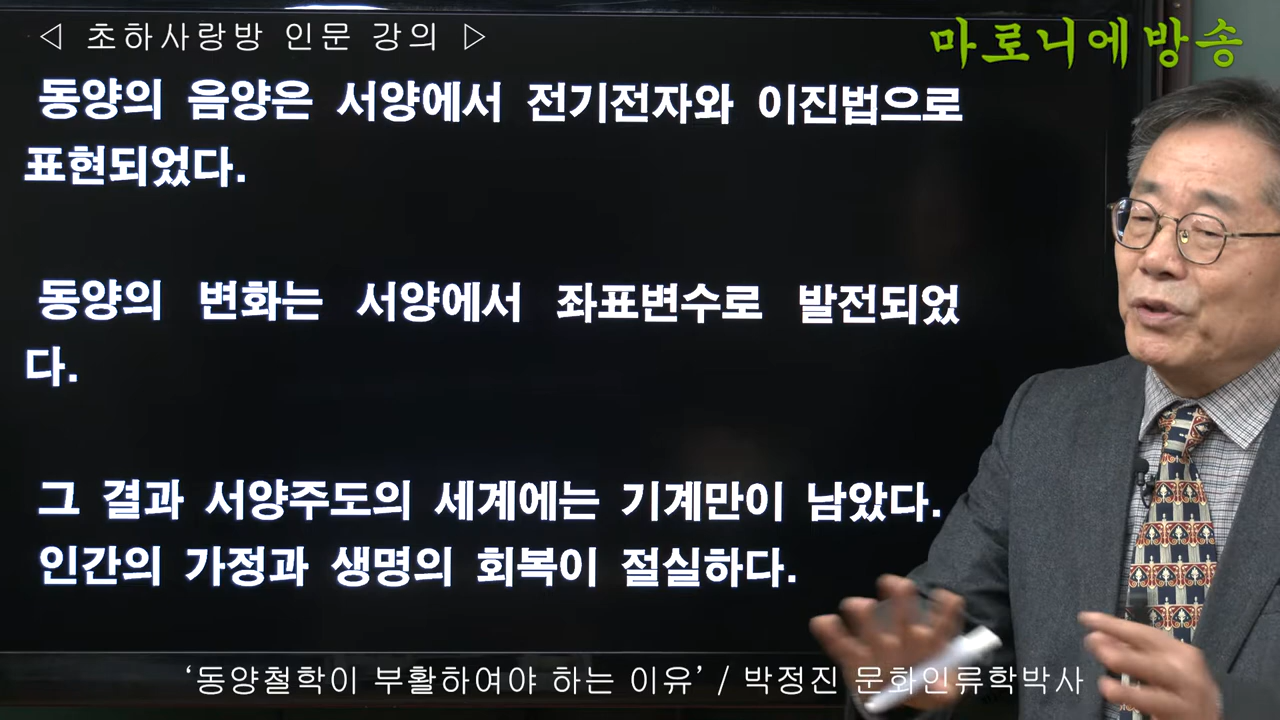 ◁ 초하사랑방 인문 강의 ▷
마로니에방송
동양의 음양은 서양에서 전기전자와 이진법으로
표현되었다.
동양의 변화는 서양에서 좌표변수로 발전되었
다.
그 결과 서양주도의 세계에는 기계만이 남았다.
인간의 가정과 생명의 회복이 절실하다.
‘동양철학이 부활하여야 하는 이유’ / 박정진 문화인류학박사